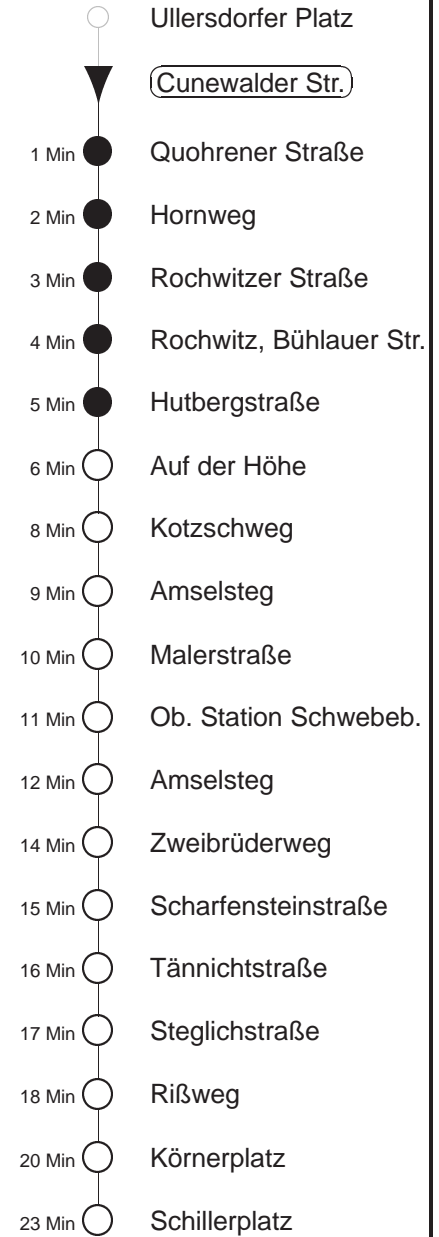 Ullersdorfer Platz
Cunewalder Str.
1 Min Quohrener Straße
2 Min Hornweg
3 Min Rochwitzer Straße
4 Min Rochwitz, Bühlauer Str.
5 Min Hutbergstraße
6 Min Auf der Höhe
8 Min Kotzschweg
9 Min Amselsteg
10 Min Malerstraße
11 Min Ob. Station Schwebeb.
12 Min Amselsteg
14 Min Zweibrüderweg
15 Min Scharfensteinstraße
16 Min Tännichtstraße
17 Min Steglichstraße
18 Min Rißweg
20 Min Körnerplatz
23 Min Schillerplatz